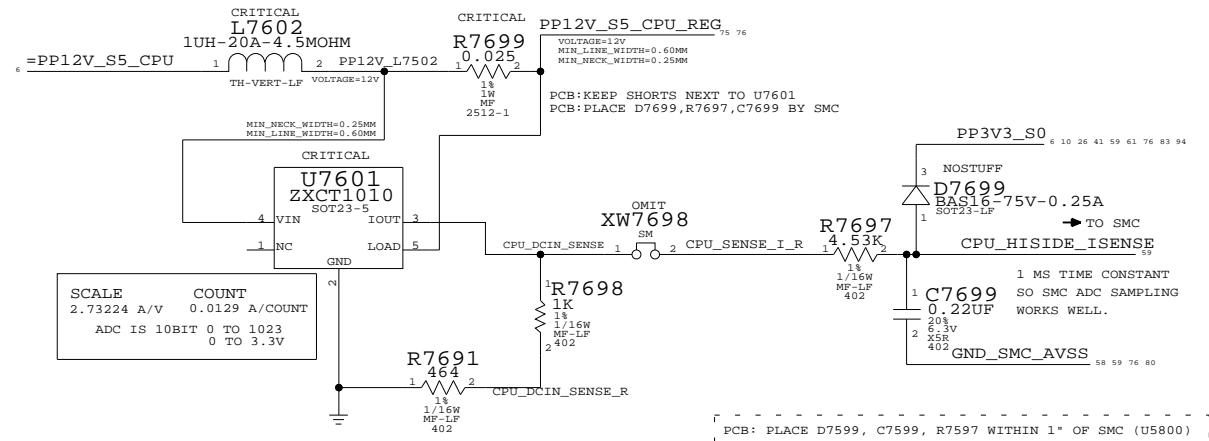 CRITICAL
L7602
1UH-20A-4.5MOHM
=PP12V_S5_CPU
6
1
2
TH-VERT-LF
PP12V_L7502
VOLTAGE=12V
CRITICAL
R7699
0.025
1
2
1%
1W
MF
2512-1
PP12V_S5_CPU_REG
75 76
VOLTAGE=12V
MIN_LINE_WIDTH=0.60MM
MIN_NECK_WIDTH=0.25MM
PCB:KEEP SHORTS NEXT TO U7601
PCB:PLACE D7699,R7697,C7699 BY SMC
MIN_NECK_WIDTH=0.25MM
MIN_LINE_WIDTH=0.60MM
CRITICAL
U7601
ZXCT1010
SOT23-5
4
VIN
IOUT
3
1
NC
LOAD
5
GND
2
CPU_DCIN_SENSE
OMIT
XW7698
SM
1
2
CPU_SENSE_I_R
R7697
4.53K
1
2
1%
1/16W
MF-LF
402
PP3V3_S0
6 10 26 41 59 61 76 83 94
3
NOSTUFF
D7699
BAS16-75V-0.25A
SOT23-LF
1
TO SMC
CPU_HISIDE_ISENSE
59
1 MS TIME CONSTANT
SO SMC ADC SAMPLING
WORKS WELL.
1
C7699
0.22UF
20%
6.3V
X5R
402
2
GND_SMC_AVSS
58 59 76 80
SCALE COUNT
2.73224 A/V 0.0129 A/COUNT
ADC IS 10BIT 0 TO 1023
0 TO 3.3V
1
R7698
1K
1%
1/16W
MF-LF
402
2
R7691
464
1
2
1%
1/16W
MF-LF
402
CPU_DCIN_SENSE_R
PCB: PLACE D7599, C7599, R7597 WITHIN 1" OF SMC (U5800)